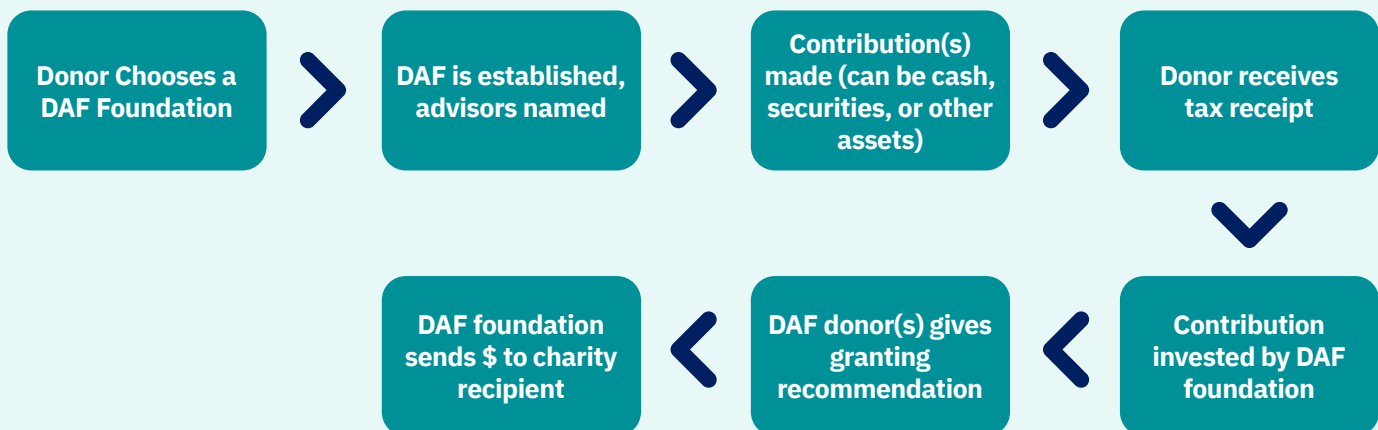 Donor Chooses a
DAF Foundation
DAF is established,
advisors named
Contribution(s)
made (can be cash,
securities, or other
assets)
Donor receives
tax receipt
Contribution
invested by DAF
foundation
DAF donor(s) gives
granting
recommendation
DAF foundation
sends $ to charity
recipient